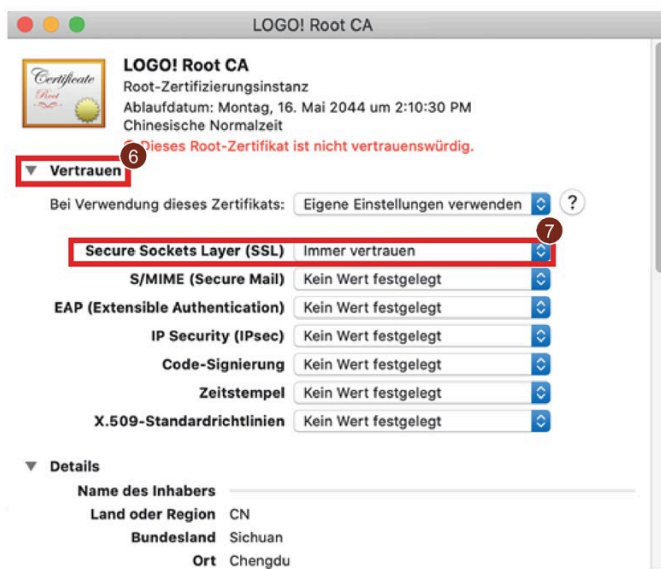 LOGO! Root CA
Certificate
Root
LOGO! Root CA
Root-Zertifizierungsinstanz
Ablaufdatum: Montag, 16. Mai 2044 um 2:10:30 PM
Chinesische Normalzeit
Dieses Root-Zertifikat ist nicht vertrauenswürdig.
6
Vertrauen
Bei Verwendung dieses Zertifikats: Eigene Einstellungen verwenden ?
7
Secure Sockets Layer (SSL) Immer vertrauen
S/MIME (Secure Mail) Kein Wert festgelegt
EAP (Extensible Authentication) Kein Wert festgelegt
IP Security (IPsec) Kein Wert festgelegt
Code-Signierung Kein Wert festgelegt
Zeitstempel Kein Wert festgelegt
X.509-Standardrichtlinien Kein Wert festgelegt
Details
Name des Inhabers
Land oder Region CN
Bundesland Sichuan
Ort Chengdu